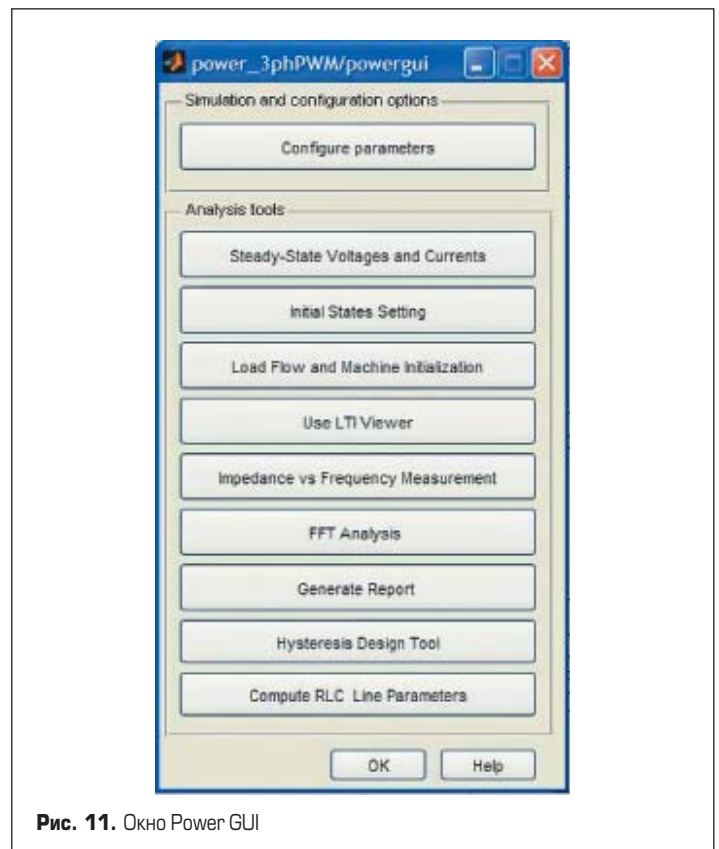 power_3phPWM/powergui
Simulation and configuration options
Configure parameters
Analysis tools
Steady-State Voltages and Currents
Initial States Setting
Load Flow and Machine Initialization
Use LTI Viewer
Impedance vs Frequency Measurement
FFT Analysis
Generate Report
Hysteresis Design Tool
Compute RLC Line Parameters
OK
Help
Рис. 11. Окно Power GUI